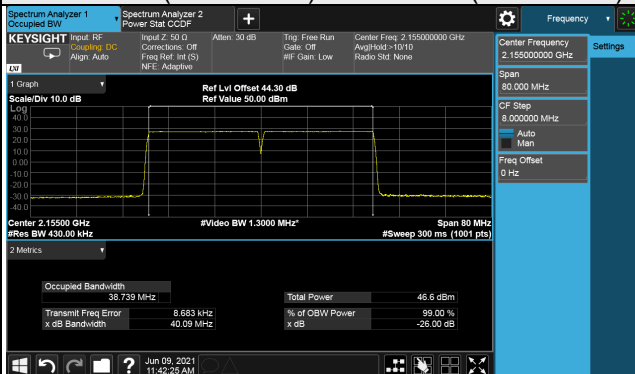 Spectrum Analyzer 1
Occupied BW
Spectrum Analyzer 2
Power Stat CCDF
Frequency
KEYSIGHT
Input: RF
Coupling: DC
Align: Auto
Input Z: 50 Ω
Corrections: Off
Freq Ref: Int (S)
NFE: Adaptive
Atten: 30 dB
Trig: Free Run
Gate: Off
#IF Gain: Low
Center Freq: 2.155000000 GHz
Avg|Hold:>10/10
Radio Std: None
LXI
Center Frequency
2.155000000 GHz
Settings
Span
80.000 MHz
CF Step
8.000000 MHz
Auto
Man
Freq Offset
0 Hz
1 Graph
Scale/Div 10.0 dB
Ref Lvl Offset 44.30 dB
Ref Value 50.00 dBm
Log
40.0
30.0
20.0
10.0
0.00
-10.0
-20.0
-30.0
-40.0
Center 2.15500 GHz
#Res BW 430.00 kHz
#Video BW 1.3000 MHz*
Span 80 MHz
#Sweep 300 ms (1001 pts)
2 Metrics
Occupied Bandwidth
38.739 MHz
Transmit Freq Error 8.683 kHz
x dB Bandwidth 40.09 MHz
Total Power 46.6 dBm
% of OBW Power 99.00 %
x dB -26.00 dB
?
Jun 09, 2021
11:42:25 AM